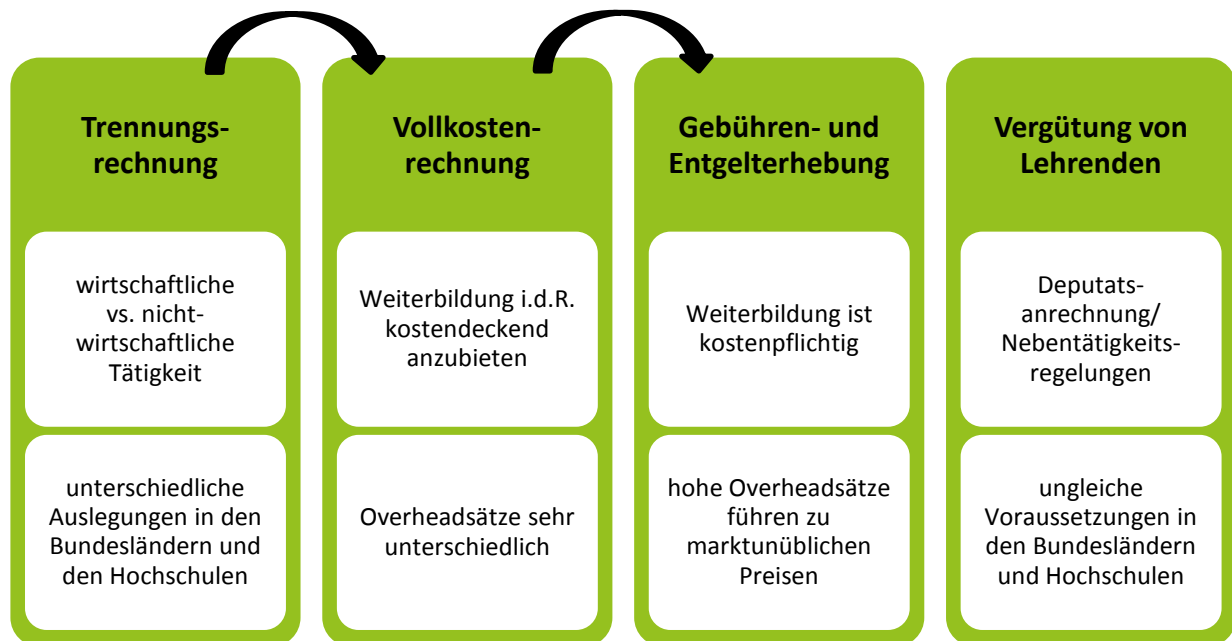 Trennungs-
rechnung
wirtschaftliche
vs. nicht-
wirtschaftliche
Tätigkeit
unterschiedliche
Auslegungen in den
Bundesländern und
den Hochschulen
Vollkosten-
rechnung
Weiterbildung i.d.R.
kostendeckend
anzubieten
Overheadsätze sehr
unterschiedlich
Gebühren- und
Entgelterhebung
Weiterbildung ist
kostenpflichtig
hohe Overheadsätze
führen zu
marktunüblichen
Preisen
Vergütung von
Lehrenden
Deputats-
anrechnung/
Nebentätigkeits-
regelungen
ungleiche
Voraussetzungen in
den Bundesländern
und Hochschulen